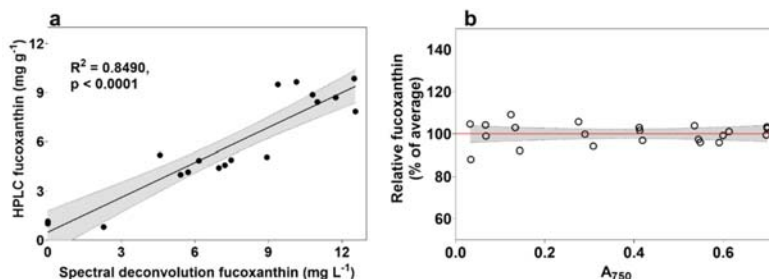 a
HPLC fucoxanthin (mg g⁻¹)
12
9
6
3
0
R² = 0.8490,
p < 0.0001
0
3
6
9
12
Spectral deconvolution fucoxanthin (mg L⁻¹)
b
Relative fucoxanthin
(% of average)
140
120
100
80
60
0.0
0.2
0.4
0.6
A₇₅₀